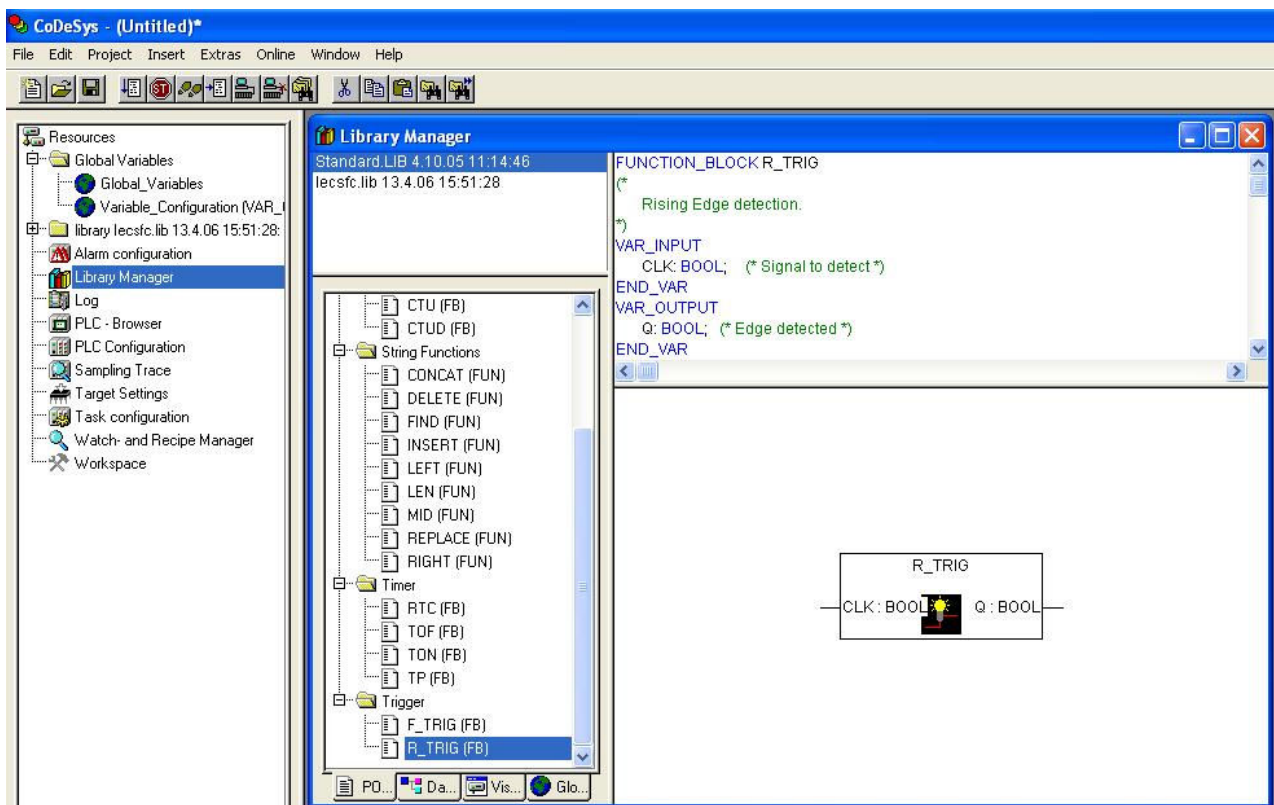 CoDeSys - (Untitled)*
File Edit Project Insert Extras Online Window Help
Resources
Global Variables
Global_Variables
Variable_Configuration (VAR_
library Iecsfc.lib 13.4.06 15:51:28:
Alarm configuration
Library Manager
Log
PLC - Browser
PLC Configuration
Sampling Trace
Target Settings
Task configuration
Watch- and Recipe Manager
Workspace
Library Manager
Standard.LIB 4.10.05 11:14:46
Iecsfc.lib 13.4.06 15:51:28
CTU (FB)
CTUD (FB)
String Functions
CONCAT (FUN)
DELETE (FUN)
FIND (FUN)
INSERT (FUN)
LEFT (FUN)
LEN (FUN)
MID (FUN)
REPLACE (FUN)
RIGHT (FUN)
Timer
RTC (FB)
TOF (FB)
TON (FB)
TP (FB)
Trigger
F_TRIG (FB)
R_TRIG (FB)
PO... Da... Vis... Glo...
FUNCTION_BLOCK R_TRIG
(*
Rising Edge detection.
*)
VAR_INPUT
CLK: BOOL; (* Signal to detect *)
END_VAR
VAR_OUTPUT
Q: BOOL; (* Edge detected *)
END_VAR
R_TRIG
CLK : BOOL Q : BOOL